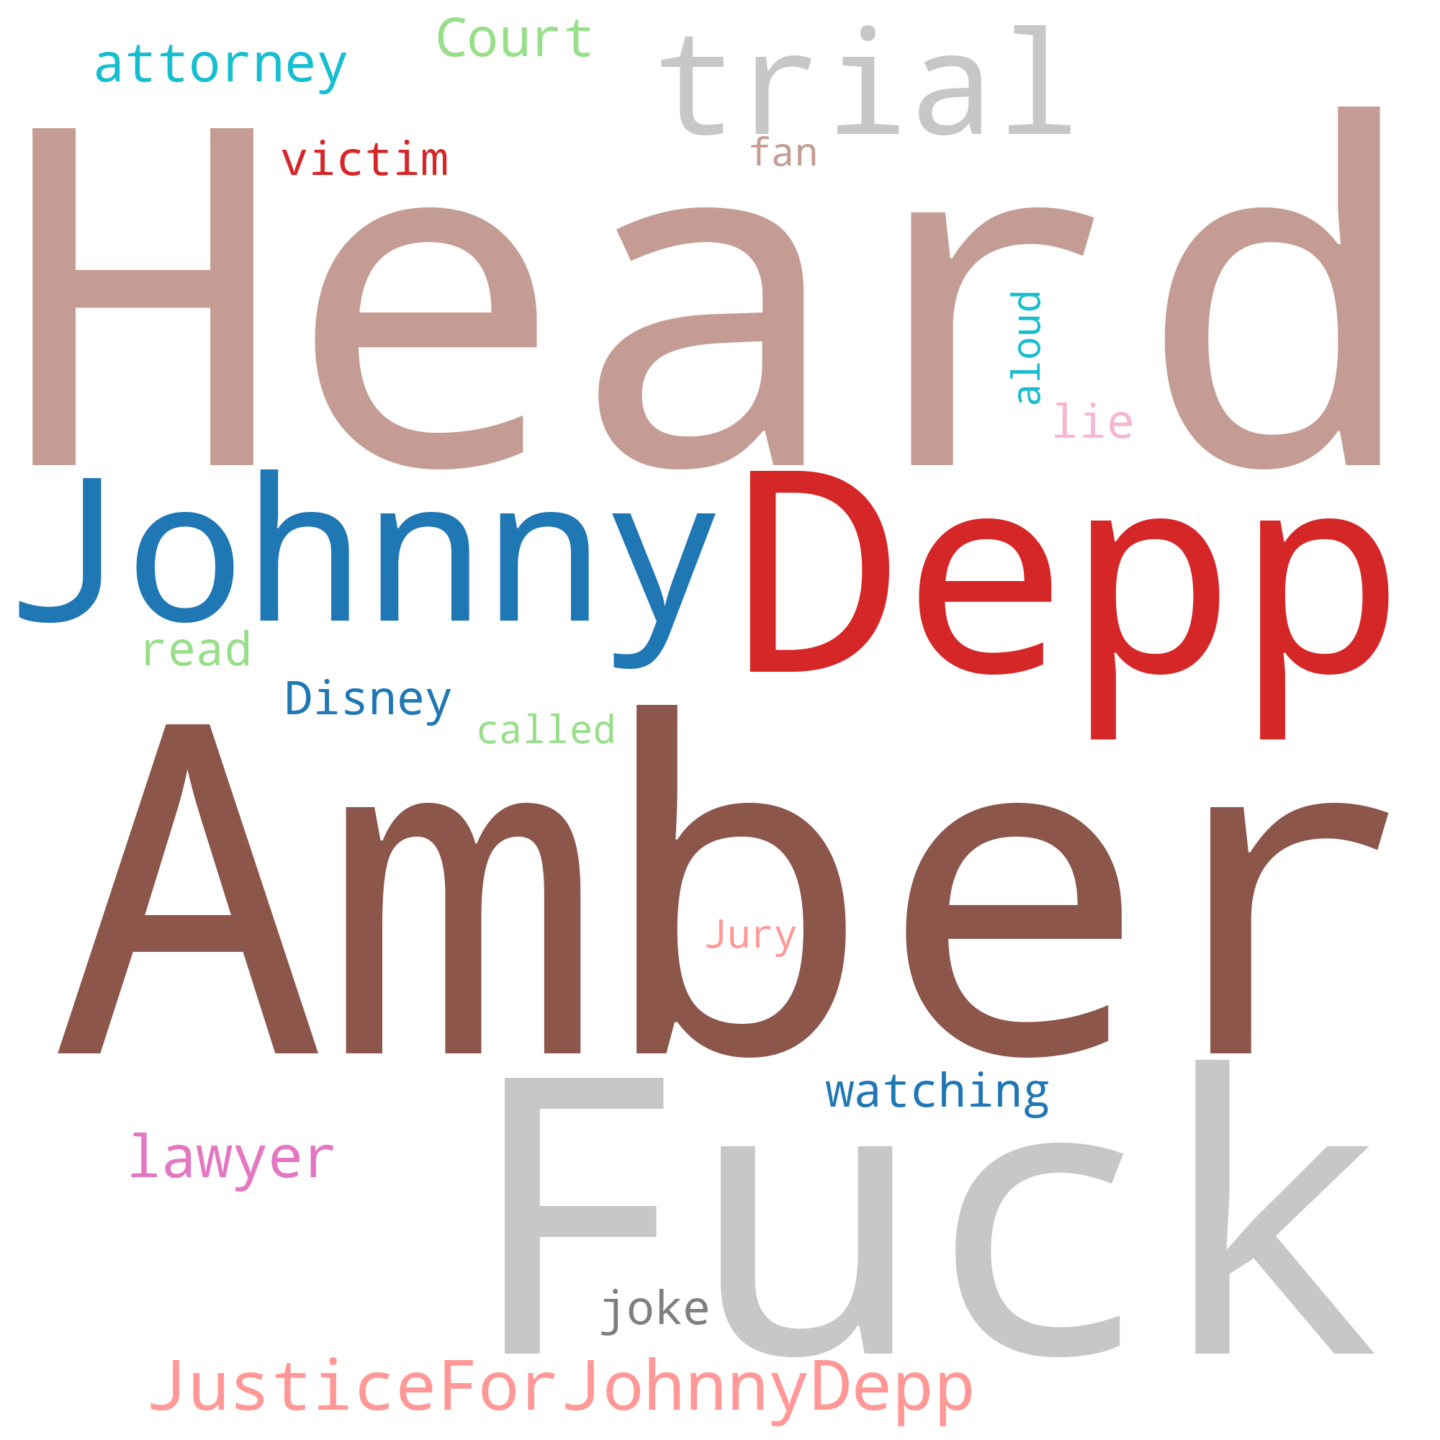 Court
attorney
trial
victim
fan
Heard
aloud
lie
Johnny
Depp
read
Disney
called
Amber
Jury
watching
Fuck
lawyer
joke
JusticeForJohnnyDepp